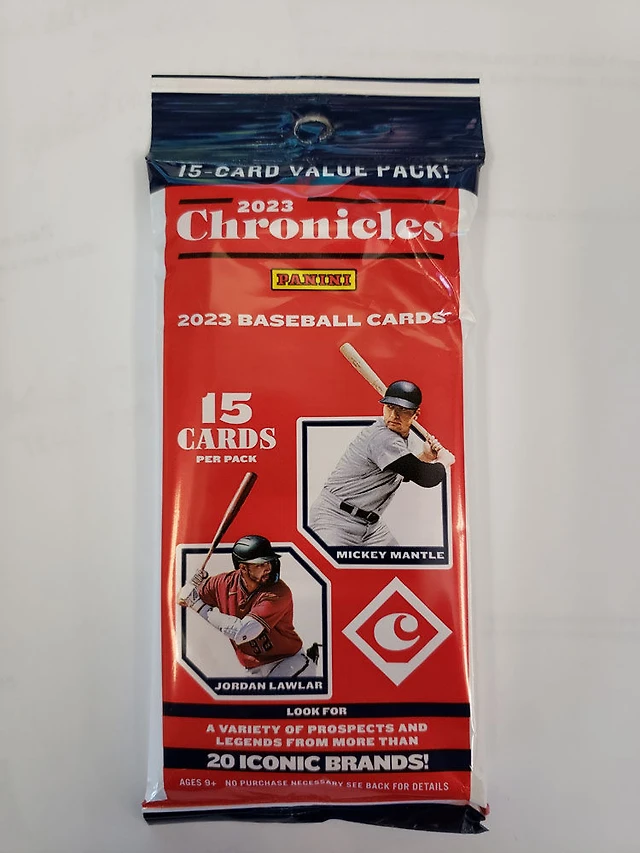 15-CARD VALUE PACK!
2023
Chronicles
PANINI
2023 BASEBALL CARDS
15
CARDS
PER PACK
MICKEY MANTLE
JORDAN LAWLAR
LOOK FOR
A VARIETY OF PROSPECTS AND
LEGENDS FROM MORE THAN
20 ICONIC BRANDS!
AGES 9+ NO PURCHASE NECESSARY SEE BACK FOR DETAILS